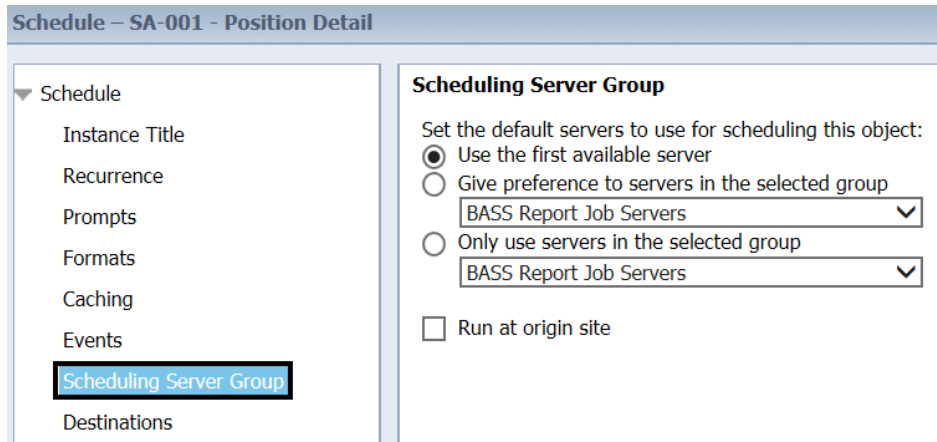 Schedule – SA-001 - Position Detail
Schedule
Instance Title
Recurrence
Prompts
Formats
Caching
Events
Scheduling Server Group
Destinations
Scheduling Server Group
Set the default servers to use for scheduling this object:
Use the first available server
Give preference to servers in the selected group
BASS Report Job Servers
Only use servers in the selected group
BASS Report Job Servers
Run at origin site